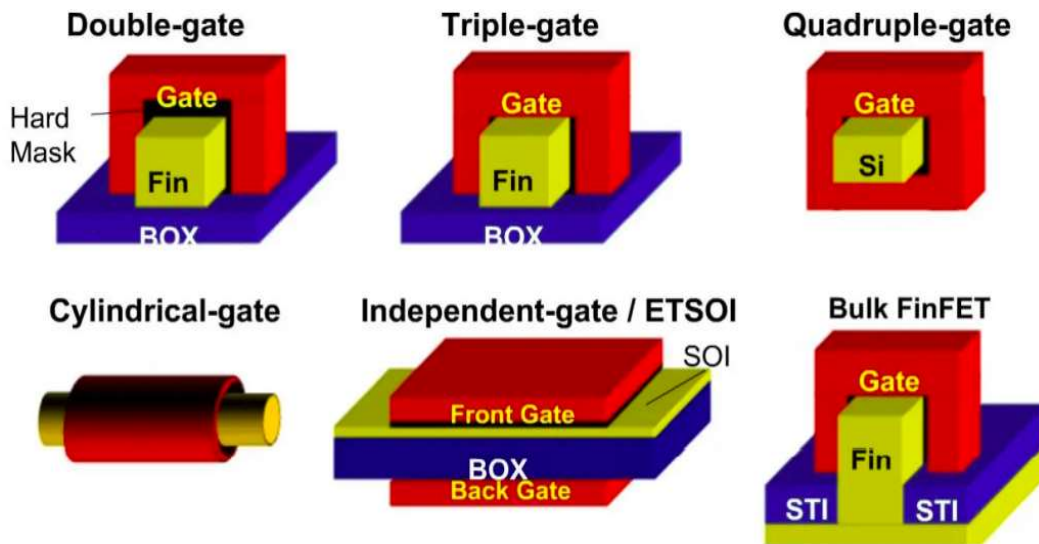 Double-gate
Gate
Hard
Mask
Fin
BOX
Triple-gate
Gate
Fin
BOX
Quadruple-gate
Gate
Si
Cylindrical-gate
Independent-gate / ETSOI
SOI
Front Gate
BOX
Back Gate
Bulk FinFET
Gate
Fin
STI STI